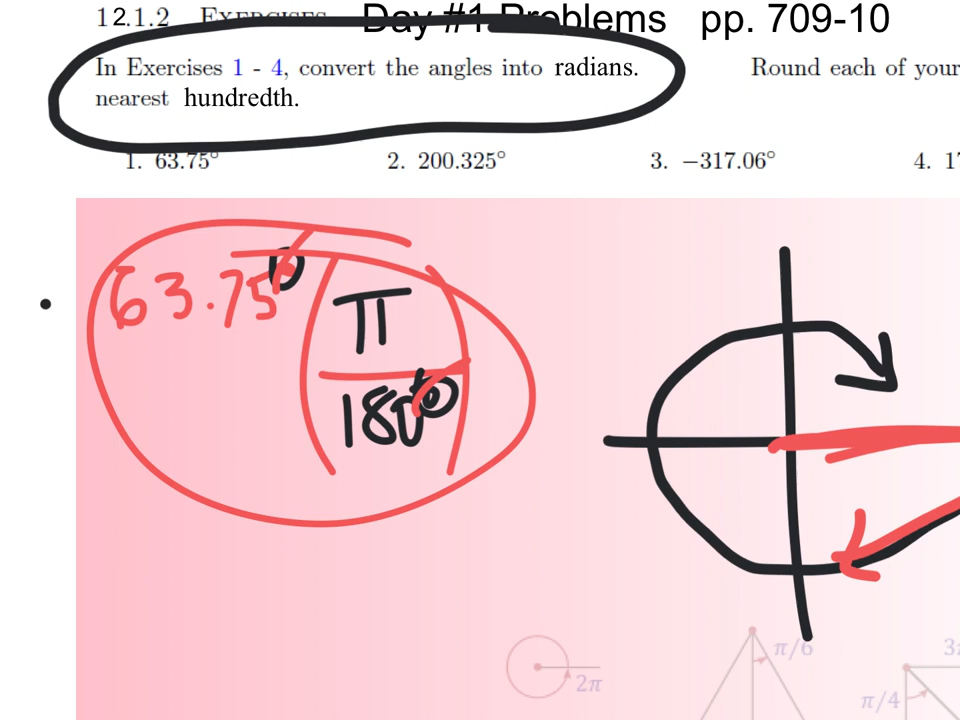 12.1.2 EXERCISES Day #1 Problems pp. 709-10
In Exercises 1 - 4, convert the angles into radians. Round each of your
nearest hundredth.
1. 63.75° 2. 200.325° 3. −317.06° 4. 17
63.75° (π
180°)
π/6
2π
π/4